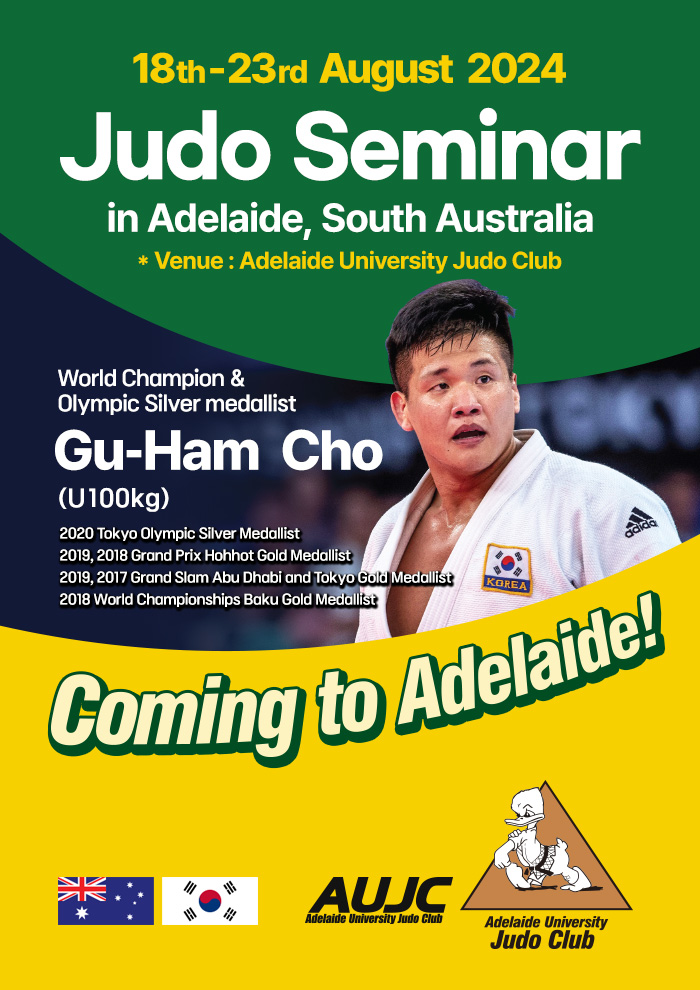 18th-23rd August 2024
Judo Seminar
in Adelaide, South Australia
* Venue : Adelaide University Judo Club
World Champion &
Olympic Silver medallist
Gu-Ham Cho
(U100kg)
2020 Tokyo Olympic Silver Medallist
2019, 2018 Grand Prix Hohhot Gold Medallist
2019, 2017 Grand Slam Abu Dhabi and Tokyo Gold Medallist
2018 World Championships Baku Gold Medallist
adidas
KOREA
Coming to Adelaide!
AUJC
Adelaide University Judo Club
Adelaide University
Judo Club